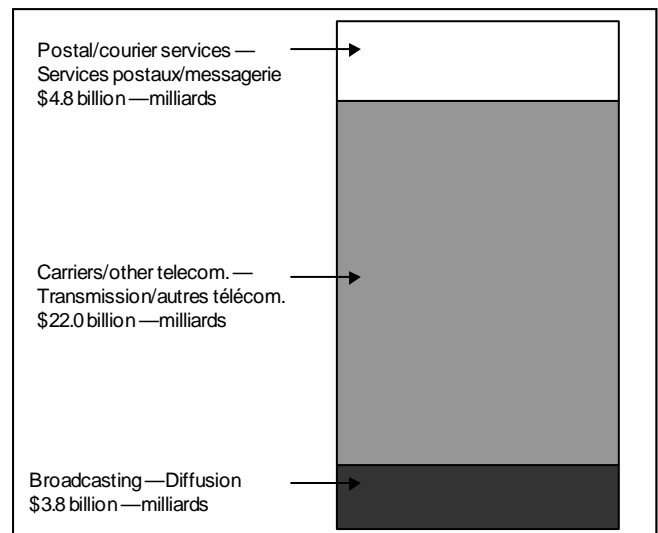 Postal/courier services —
Services postaux/messagerie
$4.8 billion — milliards
Carriers/other telecom. —
Transmission/autres télécom.
$22.0 billion — milliards
Broadcasting — Diffusion
$3.8 billion — milliards